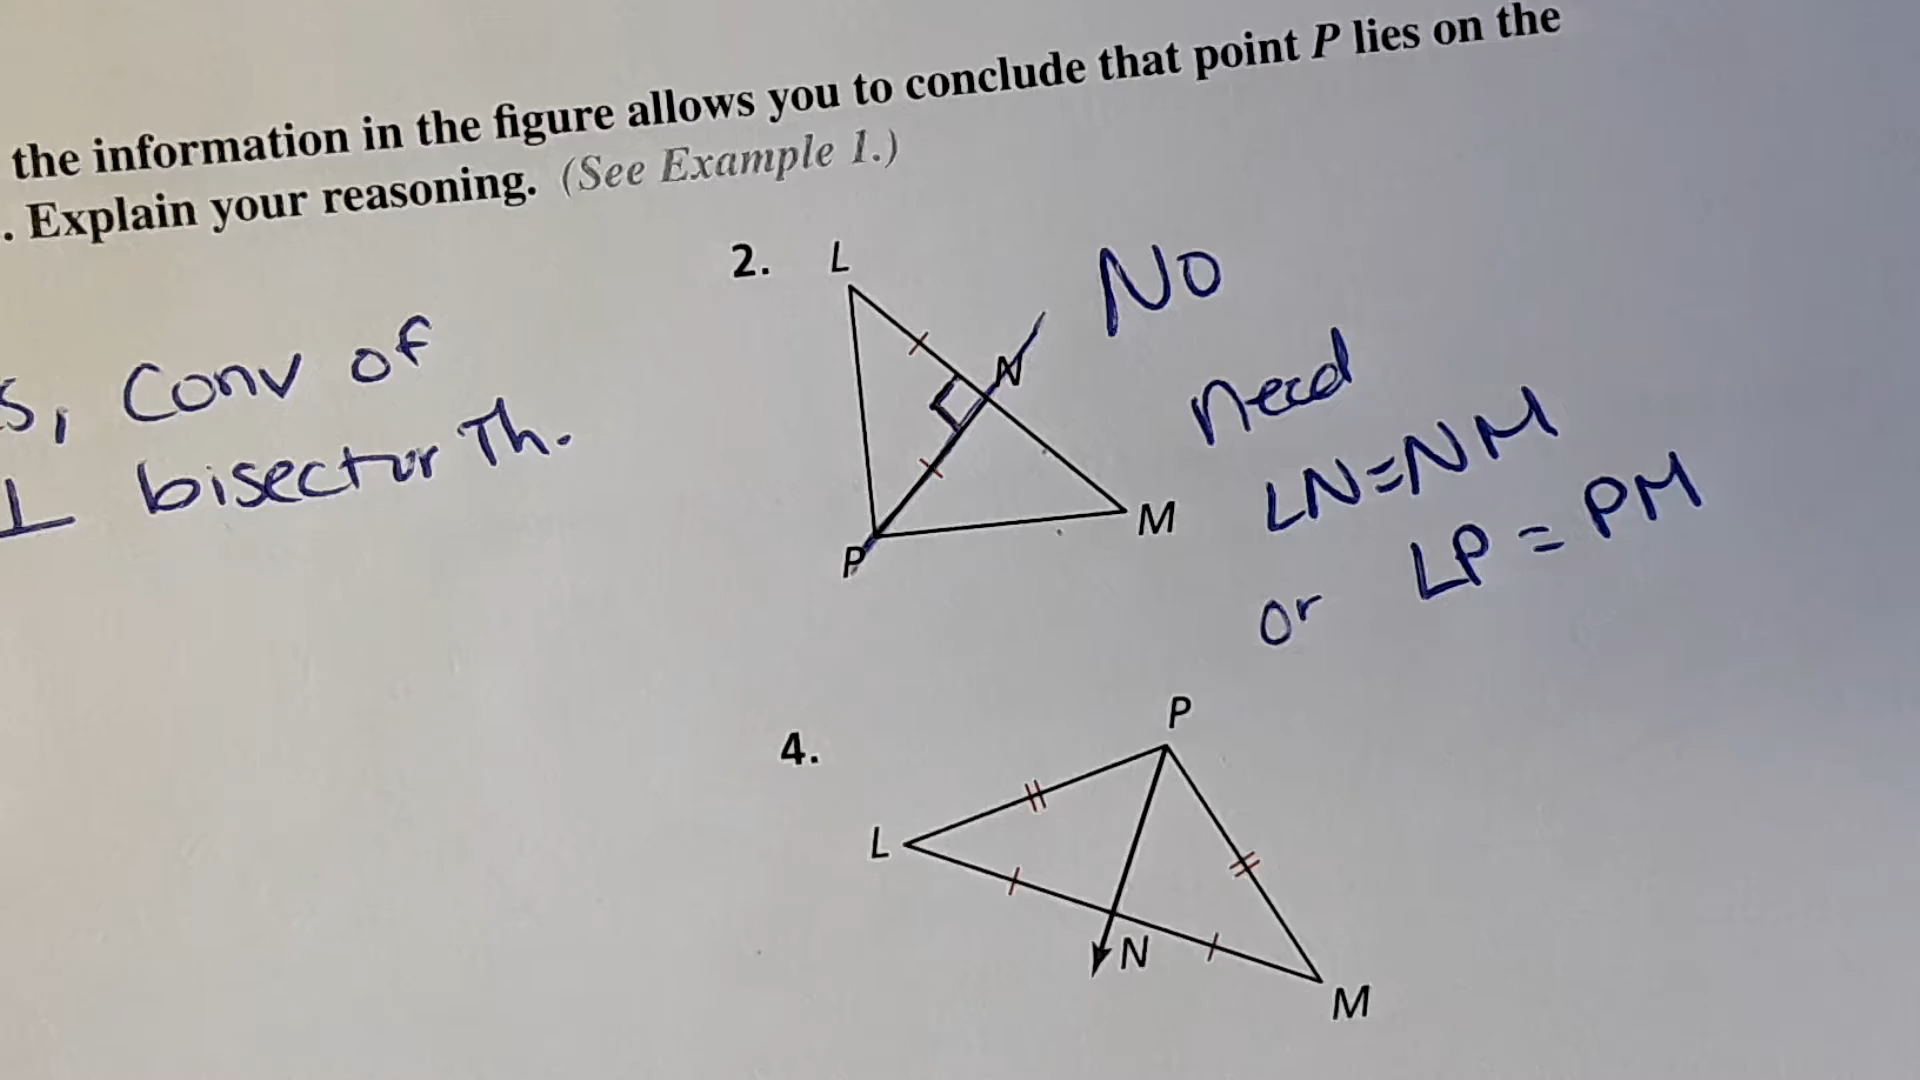 the information in the figure allows you to conclude that point P lies on the
. Explain your reasoning. (See Example 1.)
2.
L
N
P
M
No
need
LN=NM
or LP = PM
s, Conv of
⊥ bisector Th.
4.
P
L
N
M